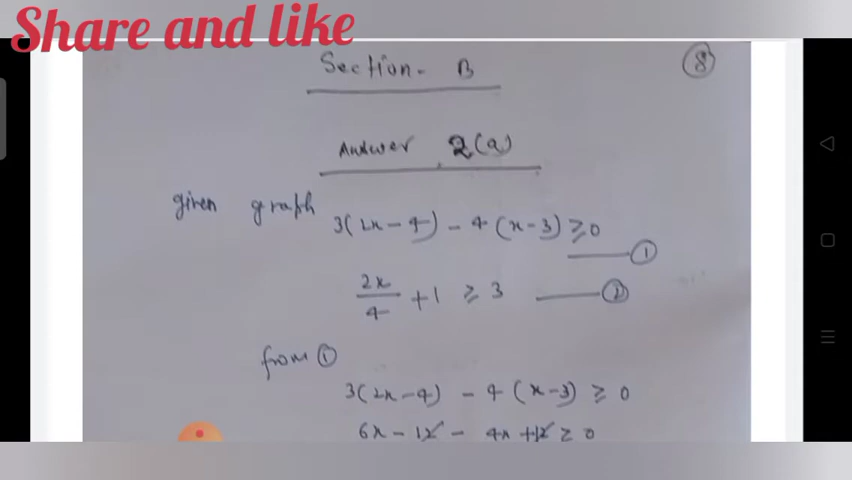 Share and like
Section - B
8
Answer 2(a)
given graph
3(2x - 4) - 4(x - 3) ≥ 0 —— ①
2x/4 + 1 ≥ 3 —— ②
from ①
3(2x - 4) - 4(x - 3) ≥ 0
6x - 12 - 4x + 12 ≥ 0